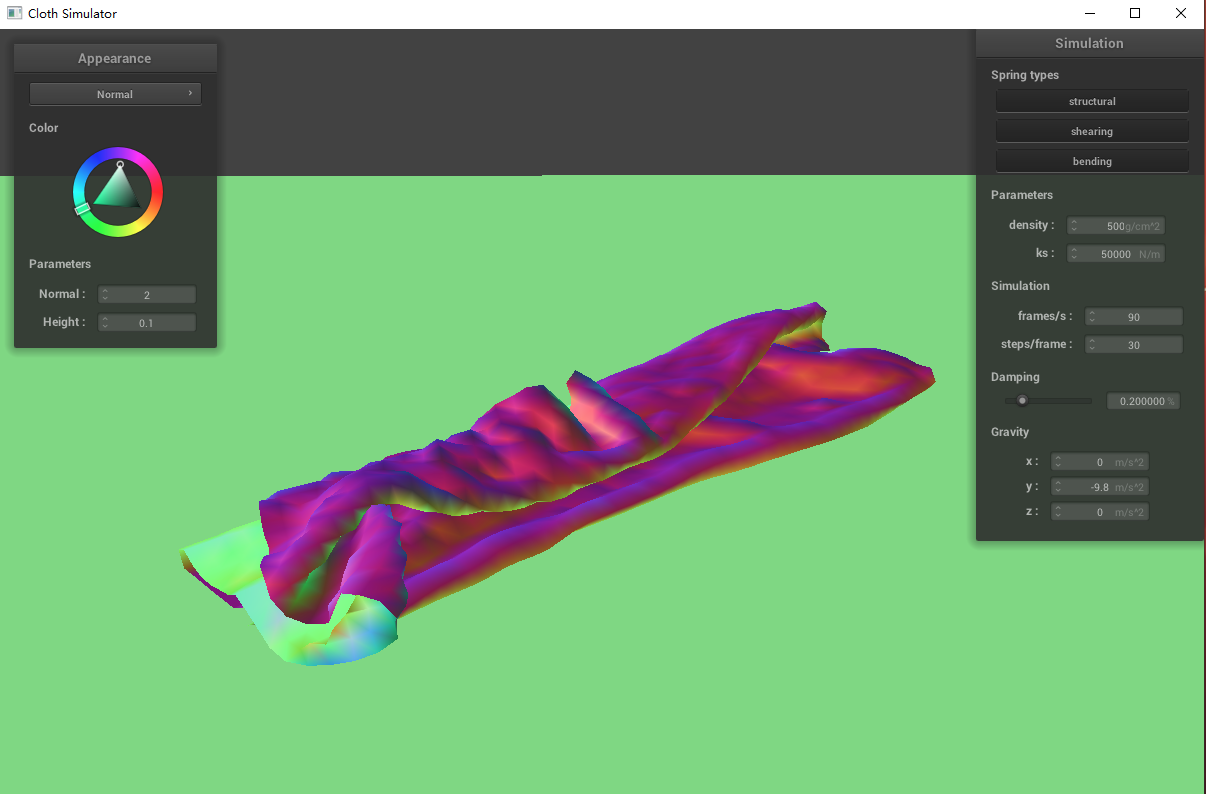 Cloth Simulator
Appearance
Normal
Color
Parameters
Normal :
2
Height :
0.1
Simulation
Spring types
structural
shearing
bending
Parameters
density :
500 g/cm^2
ks :
50000 N/m
Simulation
frames/s :
90
steps/frame :
30
Damping
0.200000 %
Gravity
x :
0 m/s^2
y :
-9.8 m/s^2
z :
0 m/s^2